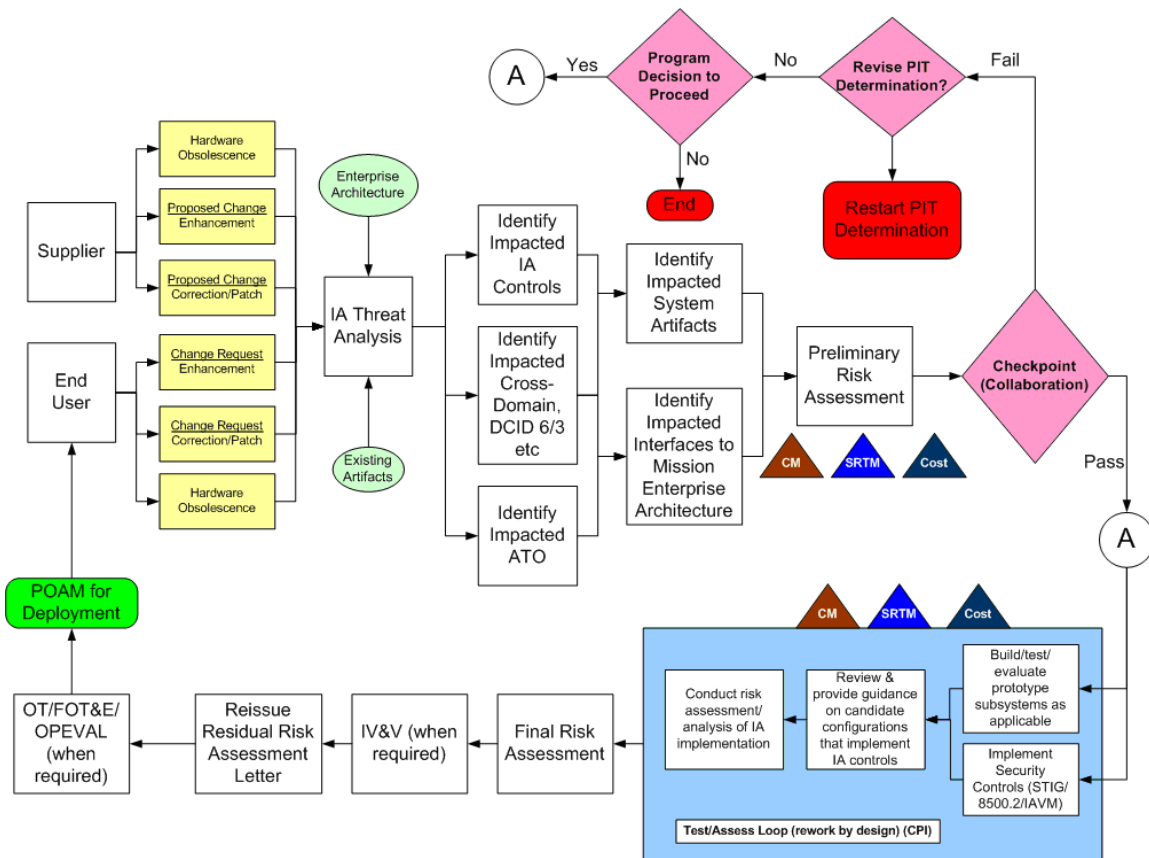 A
Yes
Program
Decision to
Proceed
No
Revise PIT
Determination?
Fail
No
End
Restart PIT
Determination
Supplier
Hardware
Obsolescence
Proposed Change
Enhancement
Proposed Change
Correction/Patch
End
User
Change Request
Enhancement
Change Request
Correction/Patch
Hardware
Obsolescence
Enterprise
Architecture
IA Threat
Analysis
Existing
Artifacts
Identify
Impacted
IA
Controls
Identify
Impacted
Cross-
Domain,
DCID 6/3
etc
Identify
Impacted
ATO
Identify
Impacted
System
Artifacts
Identify
Impacted
Interfaces to
Mission
Enterprise
Architecture
Preliminary
Risk
Assessment
CM
SRTM
Cost
Checkpoint
(Collaboration)
Pass
A
CM
SRTM
Cost
Build/test/
evaluate
prototype
subsystems as
applicable
Implement
Security
Controls (STIG/
8500.2/IAVM)
Review &
provide guidance
on candidate
configurations
that implement
IA controls
Conduct risk
assessment/
analysis of IA
implementation
Test/Assess Loop (rework by design) (CPI)
Final Risk
Assessment
IV&V (when
required)
Reissue
Residual Risk
Assessment
Letter
OT/FOT&E/
OPEVAL
(when
required)
POAM for
Deployment